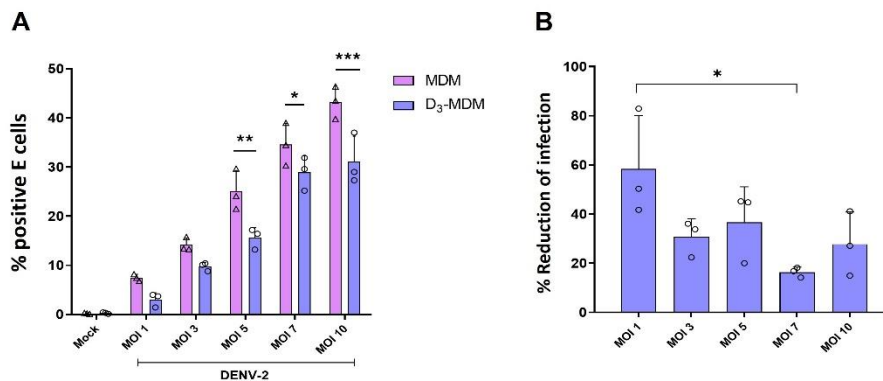 A
% positive E cells
50
40
30
20
10
0
**
*
***
MDM
D₃-MDM
Mock
MOI 1
MOI 3
MOI 5
MOI 7
MOI 10
DENV-2
B
% Reduction of infection
100
80
60
40
20
0
*
MOI 1
MOI 3
MOI 5
MOI 7
MOI 10